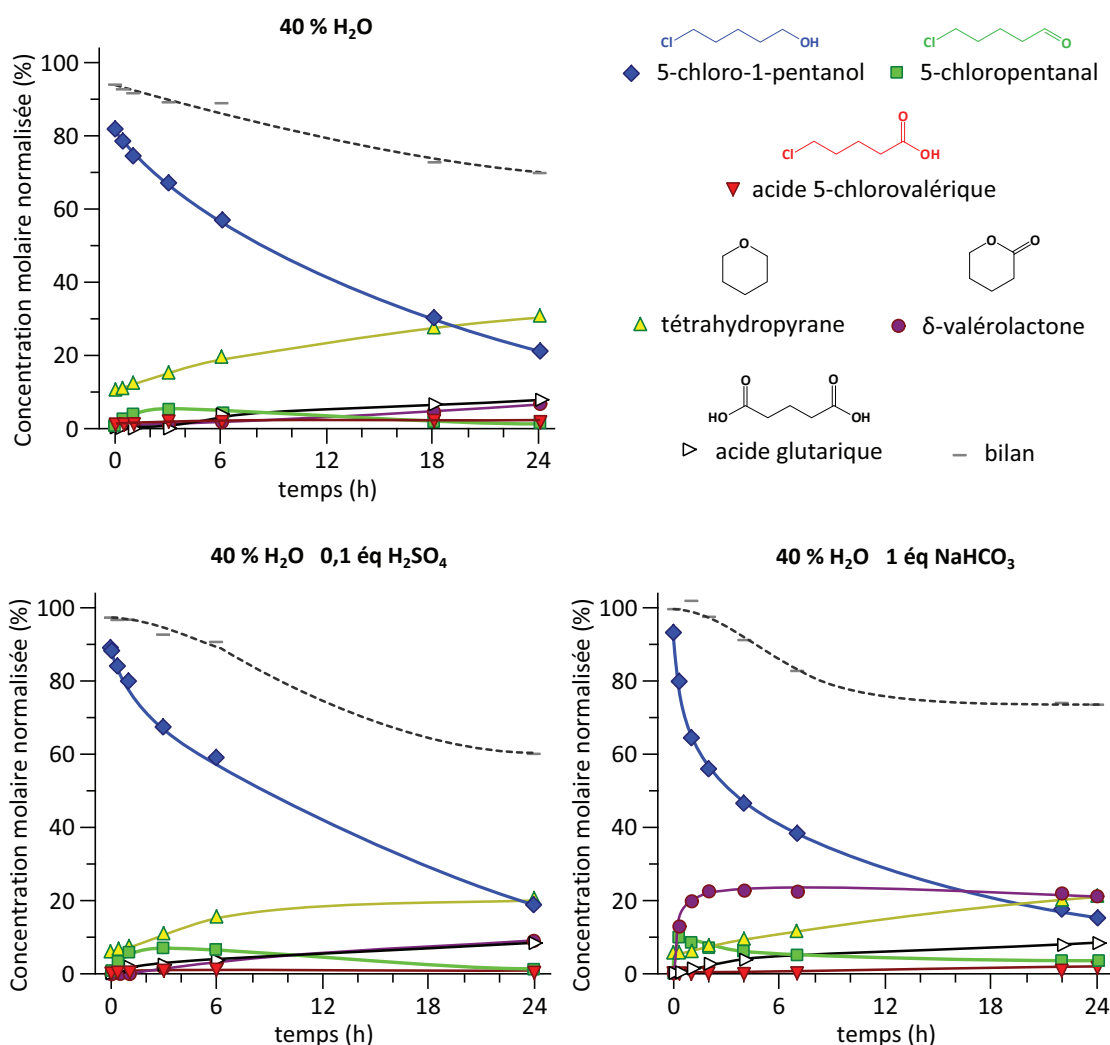 40 % H₂O
Concentration molaire normalisée (%)
100
80
60
40
20
0
0 6 12 18 24
temps (h)
Cl OH
Cl O
5-chloro-1-pentanol 5-chloropentanal
O
Cl OH
acide 5-chlorovalérique
O O O
tétrahydropyrane δ-valérolactone
O O
HO OH
acide glutarique bilan
40 % H₂O 0,1 éq H₂SO₄
Concentration molaire normalisée (%)
100
80
60
40
20
0
0 6 12 18 24
temps (h)
40 % H₂O 1 éq NaHCO₃
Concentration molaire normalisée (%)
100
80
60
40
20
0
0 6 12 18 24
temps (h)